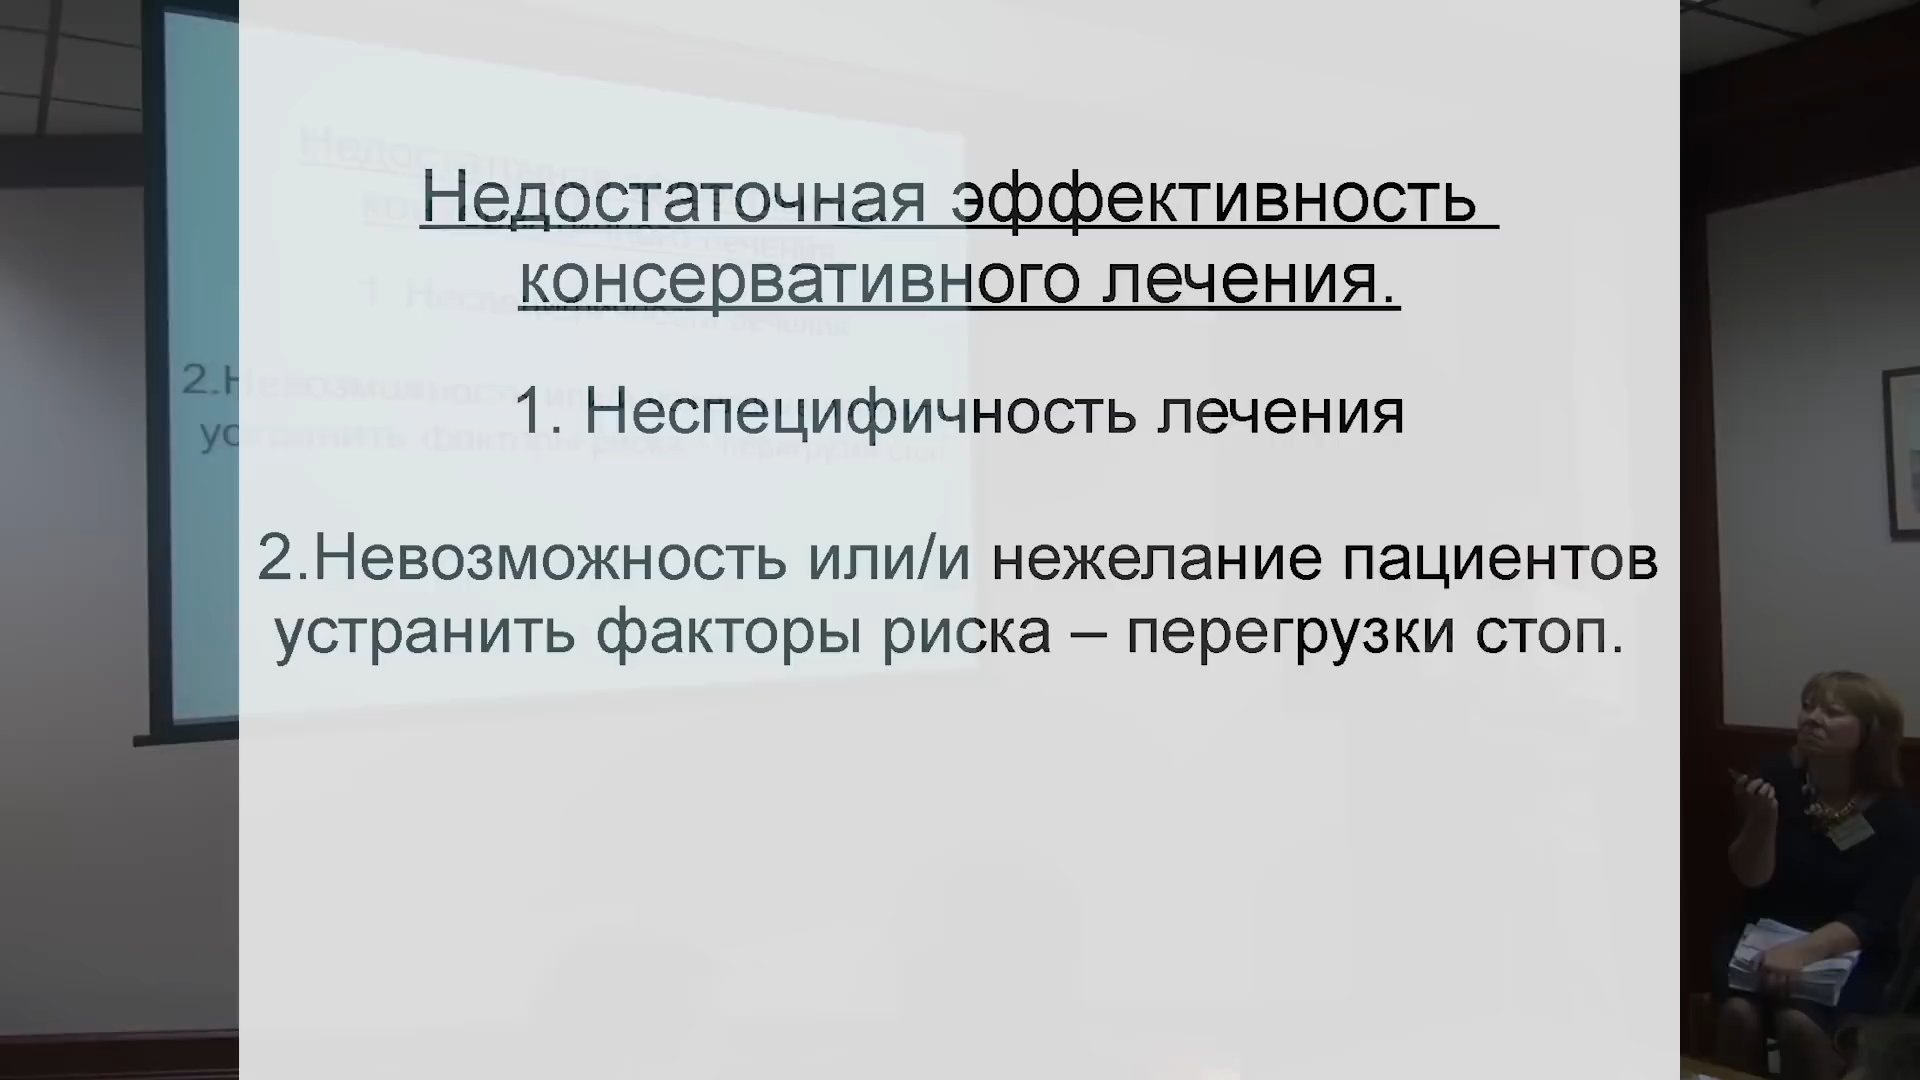 Недостаточная эффективность
консервативного лечения.
1. Неспецифичность лечения
2.Невозможность или/и нежелание пациентов
устранить факторы риска – перегрузки стоп.